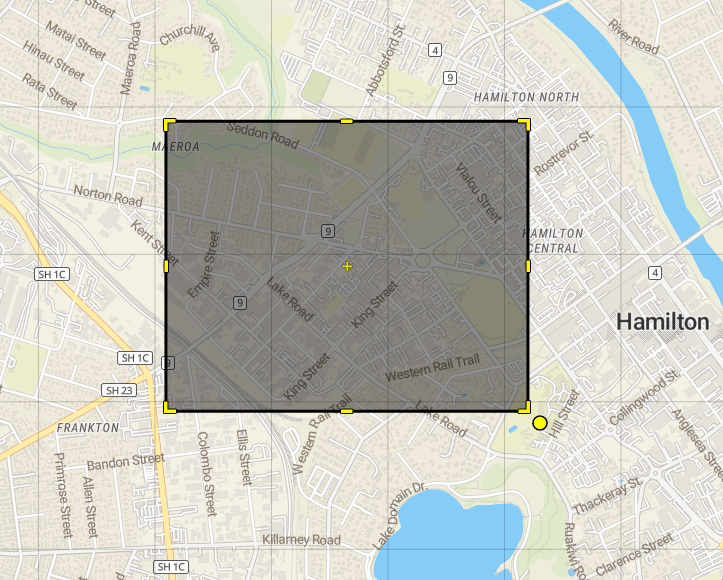 Matai Street
Churchill Ave
Abbotsford St.
River Road
4
Hinau Street
Maeroa Road
9
Rata Street
HAMILTON NORTH
Seddon Road
MAEROA
Rostrevor St.
Vialou Street
Norton Road
Kent Street
9
HAMILTON
CENTRAL
Empire Street
SH 1C
4
Lake Road
9
King Street
Hamilton
SH 1C
9
Western Rail Trail
King Street
SH 23
Hill Street
Collingwood St.
Lake Road
Western Rail Trail
FRANKTON
Anglesea Street
Bandon Street
Colombo Street
Ellis Street
Primrose Street
Allen Street
Lake Domain Dr.
Thackeray St.
Killarney Road
Clarence Street
SH 1C